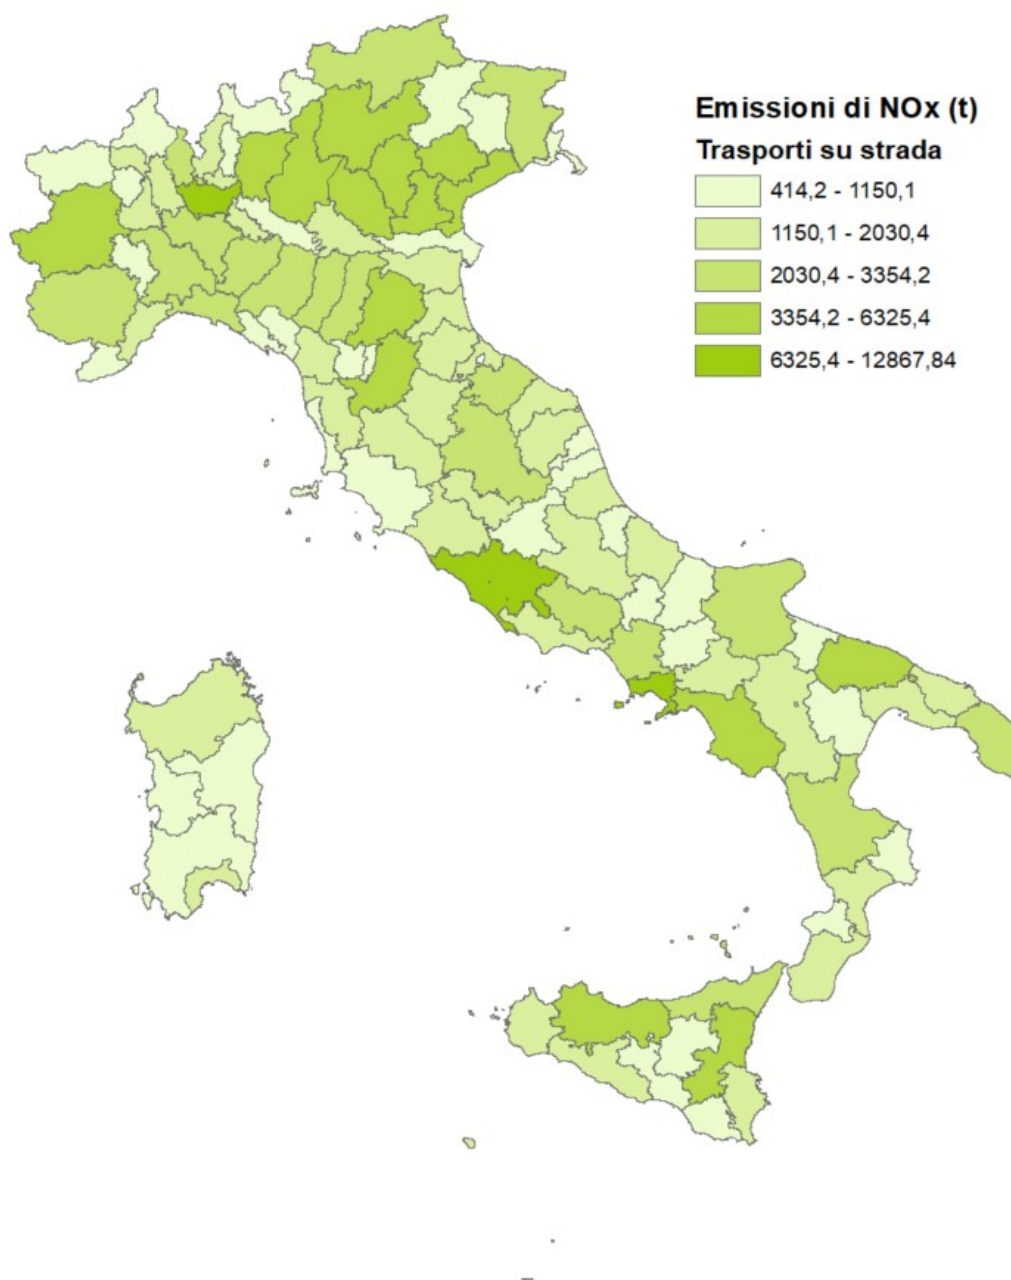 Emissioni di NOx (t)
Trasporti su strada
414,2 - 1150,1
1150,1 - 2030,4
2030,4 - 3354,2
3354,2 - 6325,4
6325,4 - 12867,84